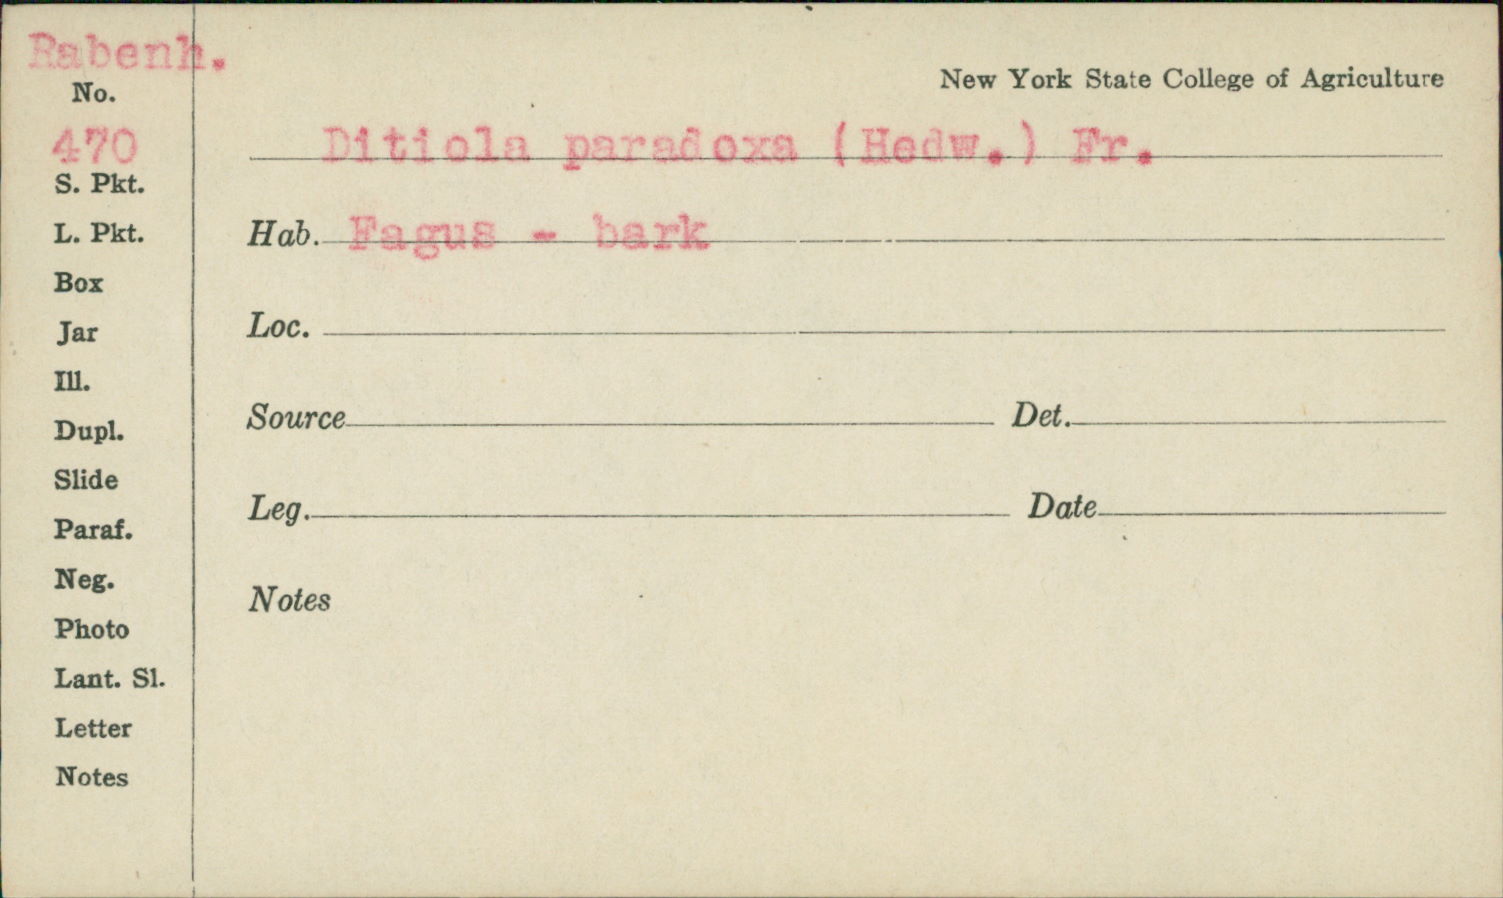 Rabenh.
No.
470
New York State College of Agriculture
Ditiola paradoxa (Hedw.) Fr.
S. Pkt.
L. Pkt.
Box
Jar
Ill.
Dupl.
Slide
Paraf.
Neg.
Photo
Lant. Sl.
Letter
Notes
Hab. Fagus - bark
Loc.
Source Det.
Leg. Date
Notes